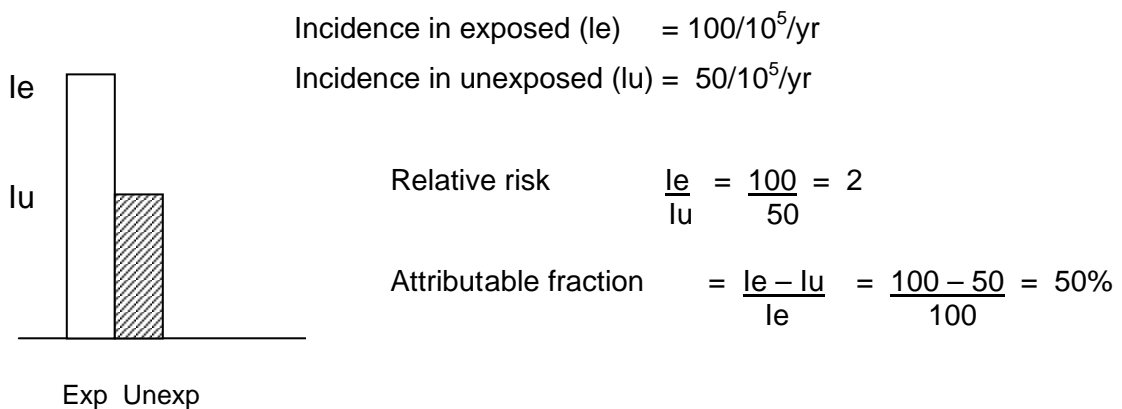 Incidence in exposed (Ie) = 100/10⁵/yr
Ie
Incidence in unexposed (Iu) = 50/10⁵/yr
Iu
Relative risk Ie = 100 = 2
Iu 50
Attributable fraction = Ie – Iu = 100 – 50 = 50%
Ie 100
Exp Unexp